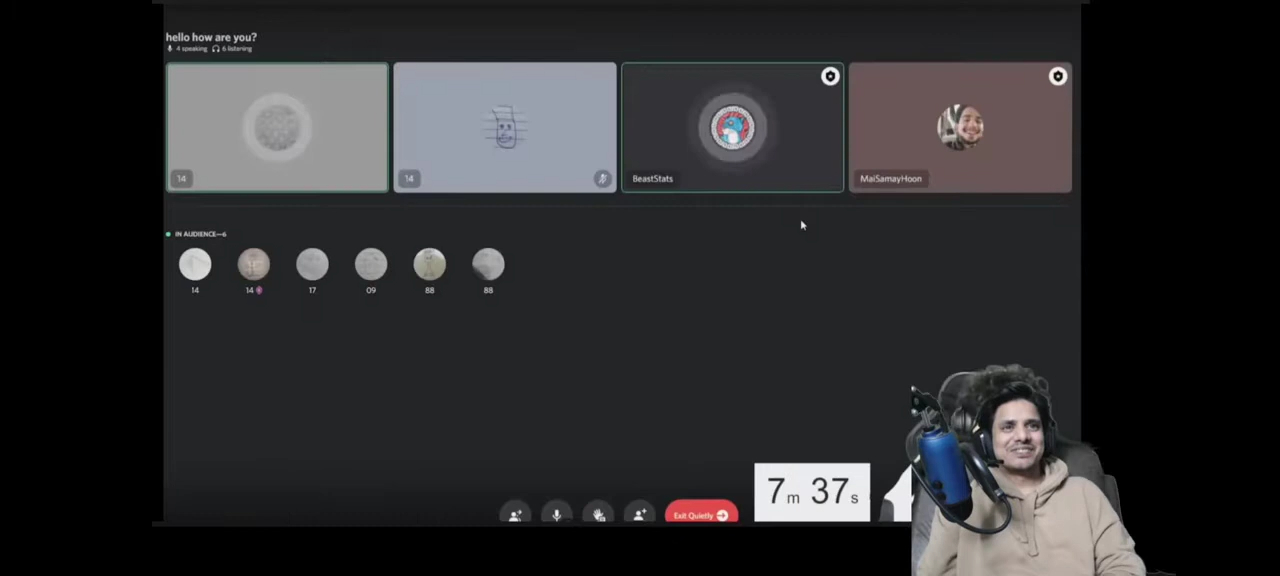 hello how are you?
4 speaking 6 listening
14
14
BeastStats
MaiSamayHoon
IN AUDIENCE—6
14
14
17
09
88
88
7m 37s
Exit Quietly